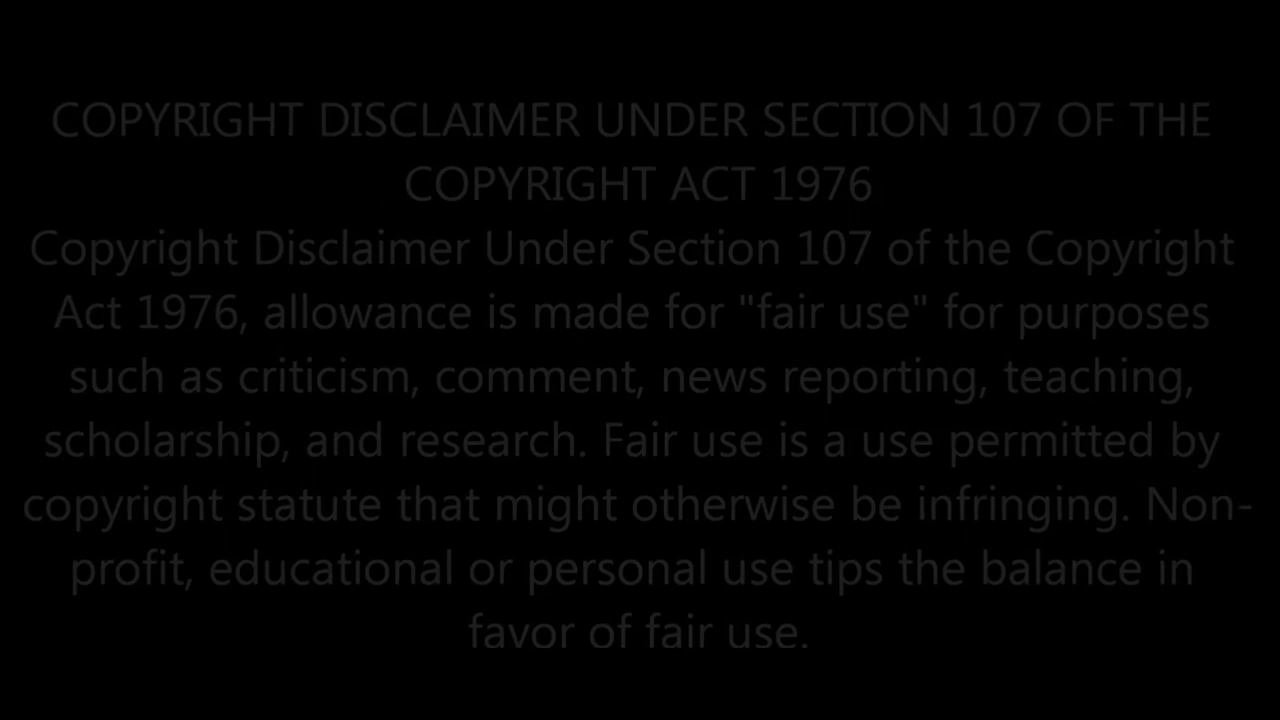 COPYRIGHT DISCLAIMER UNDER SECTION 107 OF THE
COPYRIGHT ACT 1976
Copyright Disclaimer Under Section 107 of the Copyright
Act 1976, allowance is made for "fair use" for purposes
such as criticism, comment, news reporting, teaching,
scholarship, and research. Fair use is a use permitted by
copyright statute that might otherwise be infringing. Non-
profit, educational or personal use tips the balance in
favor of fair use.